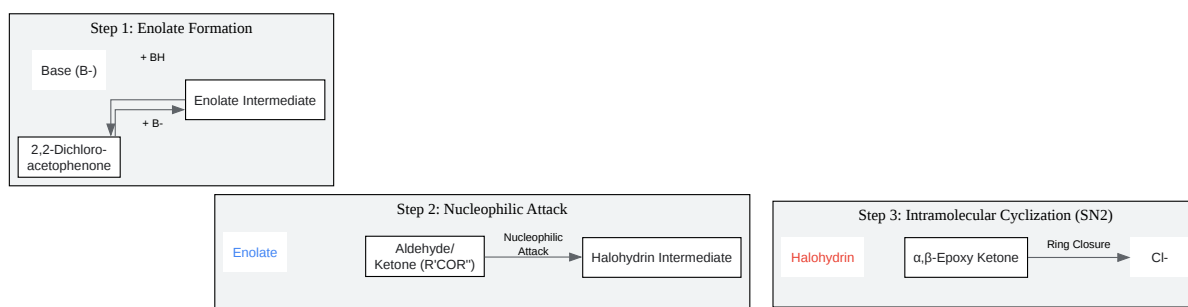 Step 1: Enolate Formation
+ BH
Base (B-)
Enolate Intermediate
+ B-
2,2-Dichloro-
acetophenone
Step 2: Nucleophilic Attack
Enolate
Aldehyde/
Ketone (R'COR")
Nucleophilic
Attack
Halohydrin Intermediate
Step 3: Intramolecular Cyclization (SN2)
Halohydrin
α,β-Epoxy Ketone
Ring Closure
Cl-